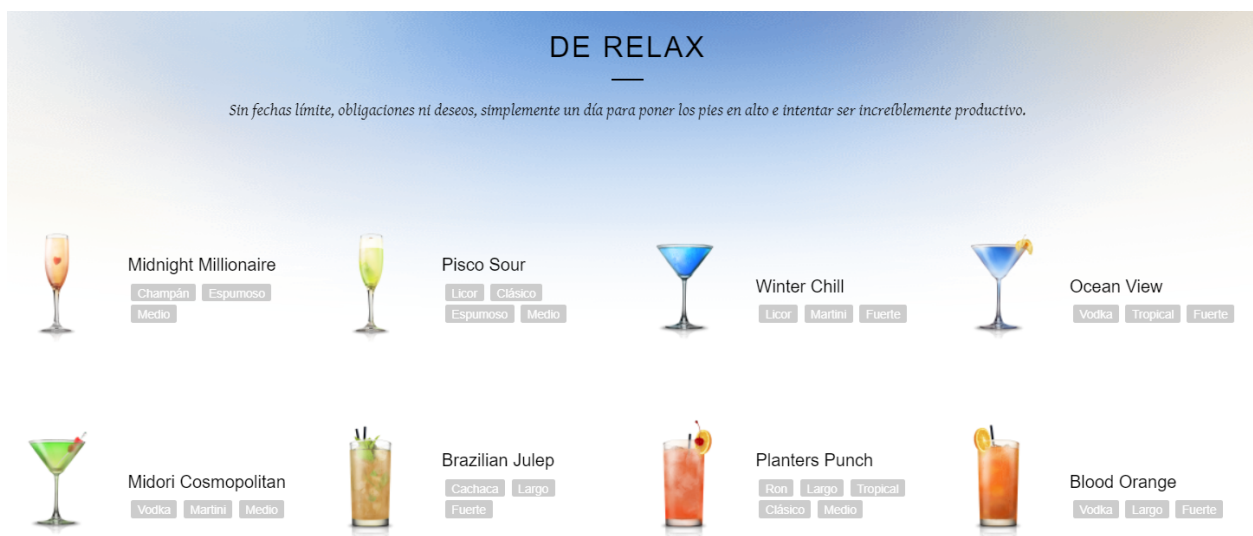 DE RELAX
Sin fechas límite, obligaciones ni deseos, simplemente un día para poner los pies en alto e intentar ser increíblemente productivo.
Midnight Millionaire
Champán Espumoso
Medio
Pisco Sour
Licor Clásico
Espumoso Medio
Winter Chill
Licor Martini Fuerte
Ocean View
Vodka Tropical Fuerte
Midori Cosmopolitan
Vodka Martini Medio
Brazilian Julep
Cachaca Largo
Fuerte
Planters Punch
Ron Largo Tropical
Clásico Medio
Blood Orange
Vodka Largo Fuerte